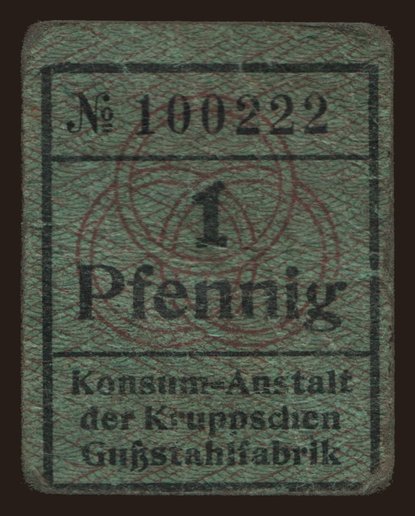 № 100222
1
Pfennig
Konsum-Anstalt
der Kruppschen
Gußstahlfabrik